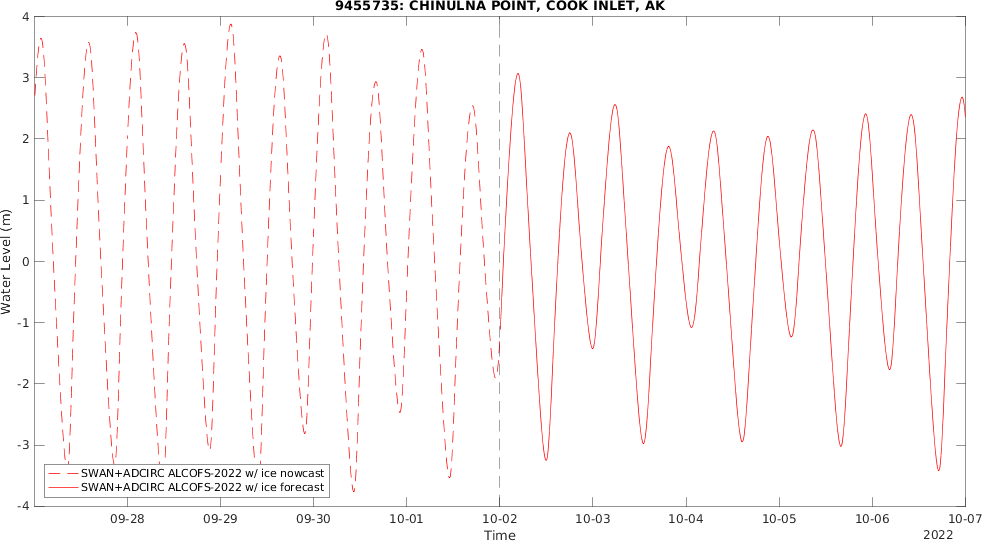 9455735: CHINULNA POINT, COOK INLET, AK
Water Level (m)
4
3
2
1
0
-1
-2
-3
-4
SWAN+ADCIRC ALCOFS-2022 w/ ice nowcast
SWAN+ADCIRC ALCOFS-2022 w/ ice forecast
09-28 09-29 09-30 10-01 10-02 10-03 10-04 10-05 10-06 10-07
Time
2022